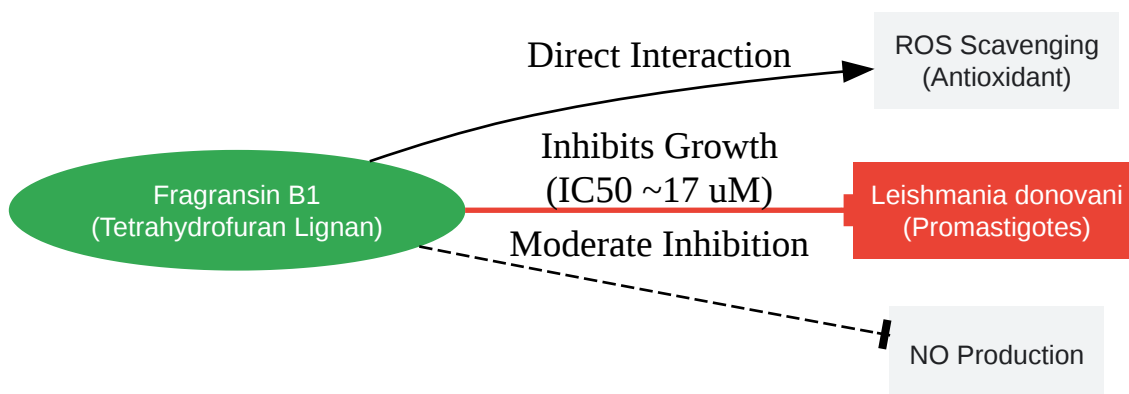 Fragransin B1
(Tetrahydrofuran Lignan)
Direct Interaction
ROS Scavenging
(Antioxidant)
Inhibits Growth
(IC50 ~17 uM)
Leishmania donovani
(Promastigotes)
Moderate Inhibition
NO Production